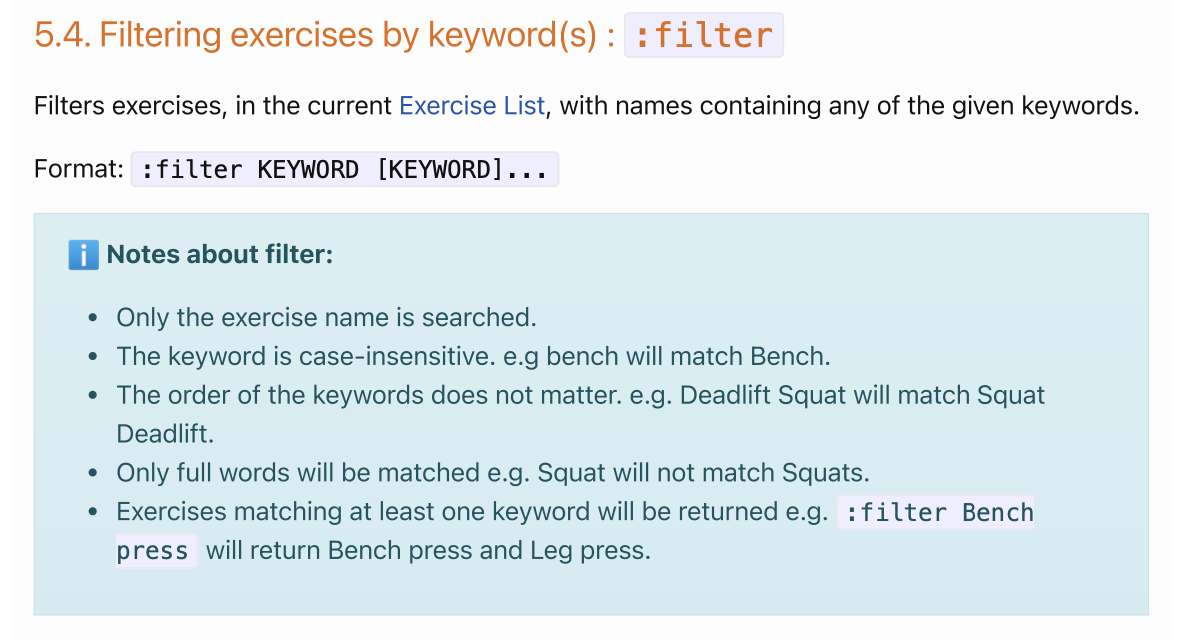 5.4. Filtering exercises by keyword(s) : :filter
Filters exercises, in the current Exercise List, with names containing any of the given keywords.
Format: :filter KEYWORD [KEYWORD]...
Notes about filter:
• Only the exercise name is searched.
• The keyword is case-insensitive. e.g bench will match Bench.
• The order of the keywords does not matter. e.g. Deadlift Squat will match Squat
Deadlift.
• Only full words will be matched e.g. Squat will not match Squats.
• Exercises matching at least one keyword will be returned e.g. :filter Bench
press will return Bench press and Leg press.